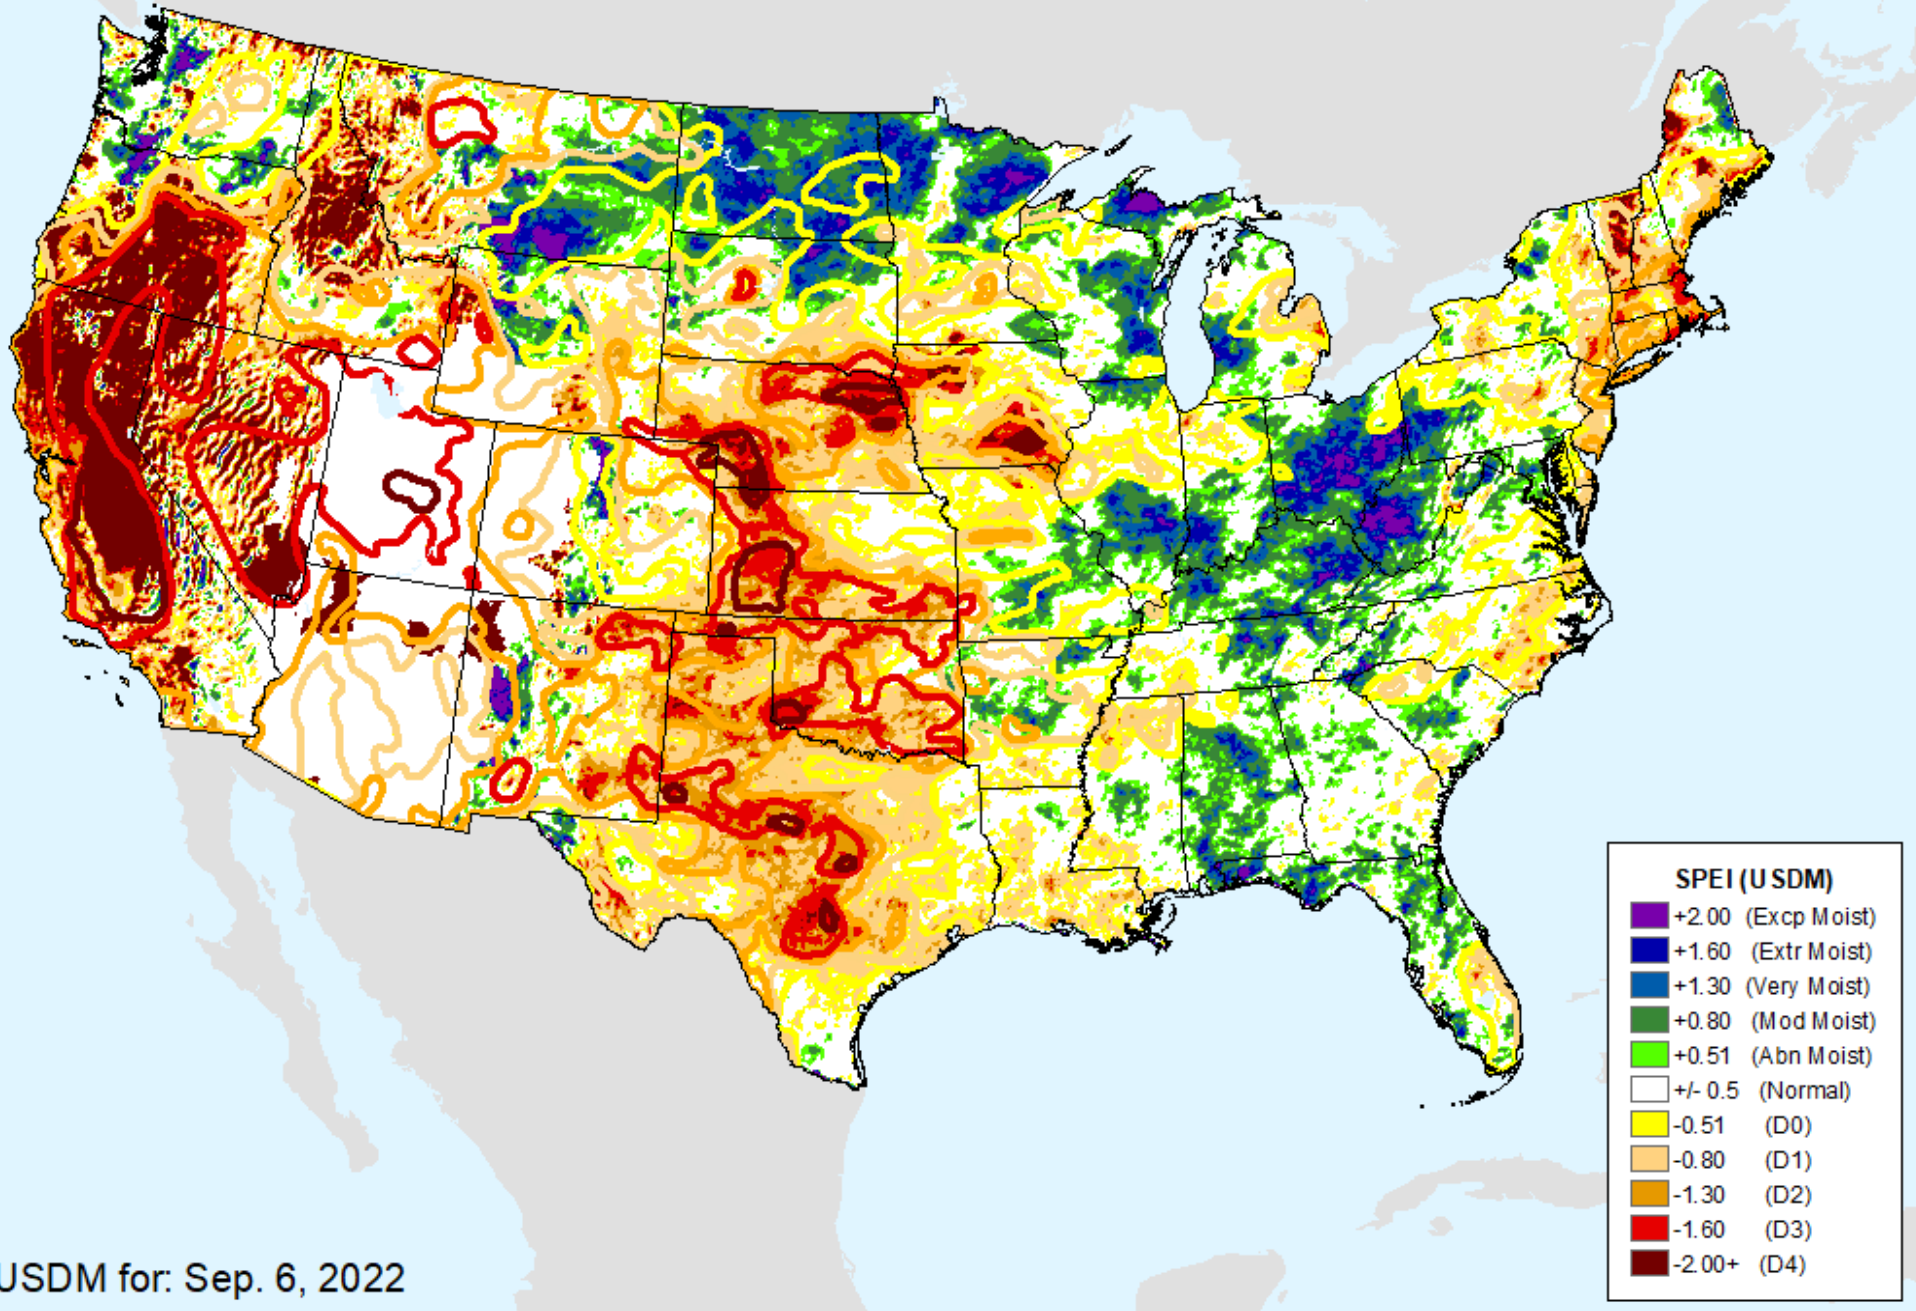 SPEI (USDM)
+2.00 (Excp Moist)
+1.60 (Extr Moist)
+1.30 (Very Moist)
+0.80 (Mod Moist)
+0.51 (Abn Moist)
+/- 0.5 (Normal)
-0.51 (D0)
-0.80 (D1)
-1.30 (D2)
-1.60 (D3)
-2.00+ (D4)
USDM for: Sep. 6, 2022